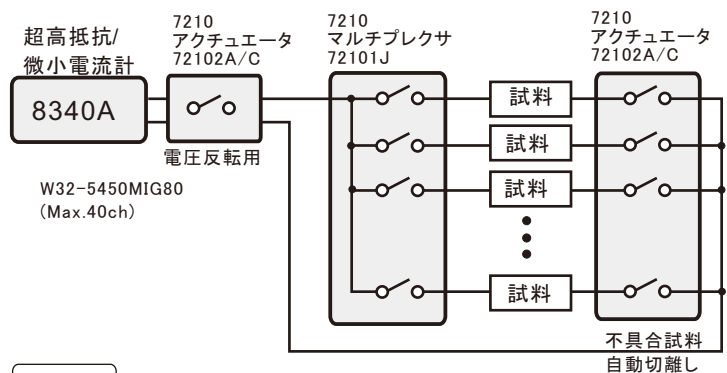 超高抵抗/
微小電流計
8340A
7210
アクチュエータ
72102A/C
電圧反転用
W32-5450MIG80
(Max.40ch)
7210
マルチプレクサ
72101J
試料
試料
試料
試料
7210
アクチュエータ
72102A/C
不具合試料
自動切離し